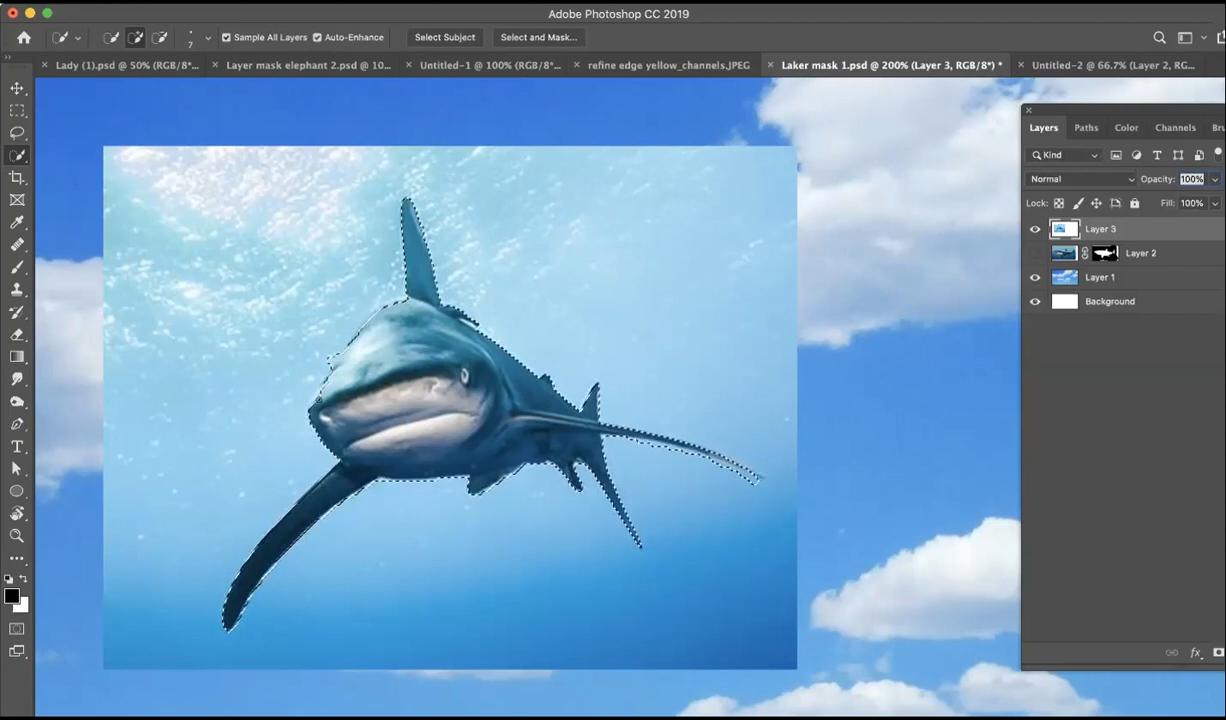 Adobe Photoshop CC 2019
7 Sample All Layers Auto-Enhance Select Subject Select and Mask...
Lady (1).psd @ 50% (RGB/8*... Layer mask elephant 2.psd @ 10... Untitled-1 @ 100% (RGB/8*... refine edge yellow_channels.JPEG Laker mask 1.psd @ 200% (Layer 3, RGB/8*) * Untitled-2 @ 66.7% (Layer 2, RG...
Layers Paths Color Channels Bru
Kind
Normal Opacity: 100%
Lock: Fill: 100%
Layer 3
Layer 2
Layer 1
Background
fx